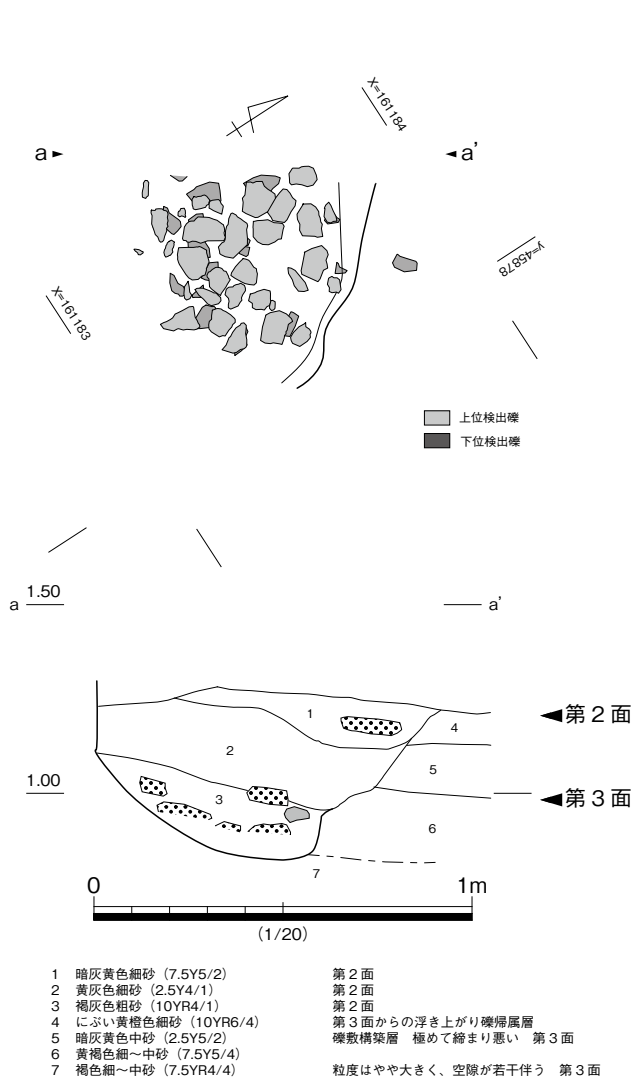 X=161184
a a’
y=45878
X=161183
上位検出礫
下位検出礫
1.50
a a’
1
第２面
4
2
5
1.00
3
第３面
6
7
0 1m
(1/20)
1 暗灰黄色細砂（7.5Y5/2） 第２面
2 黄灰色細砂（2.5Y4/1） 第２面
3 褐灰色粗砂（10YR4/1） 第２面
4 にぶい黄橙色細砂（10YR6/4） 第３面からの浮き上がり礫帰属層
5 暗灰黄色中砂（2.5Y5/2） 礫敷構築層 極めて締まり悪い 第３面
6 黄褐色細～中砂（7.5Y5/4）
7 褐色細～中砂（7.5YR4/4） 粒度はやや大きく、空隙が若干伴う 第３面